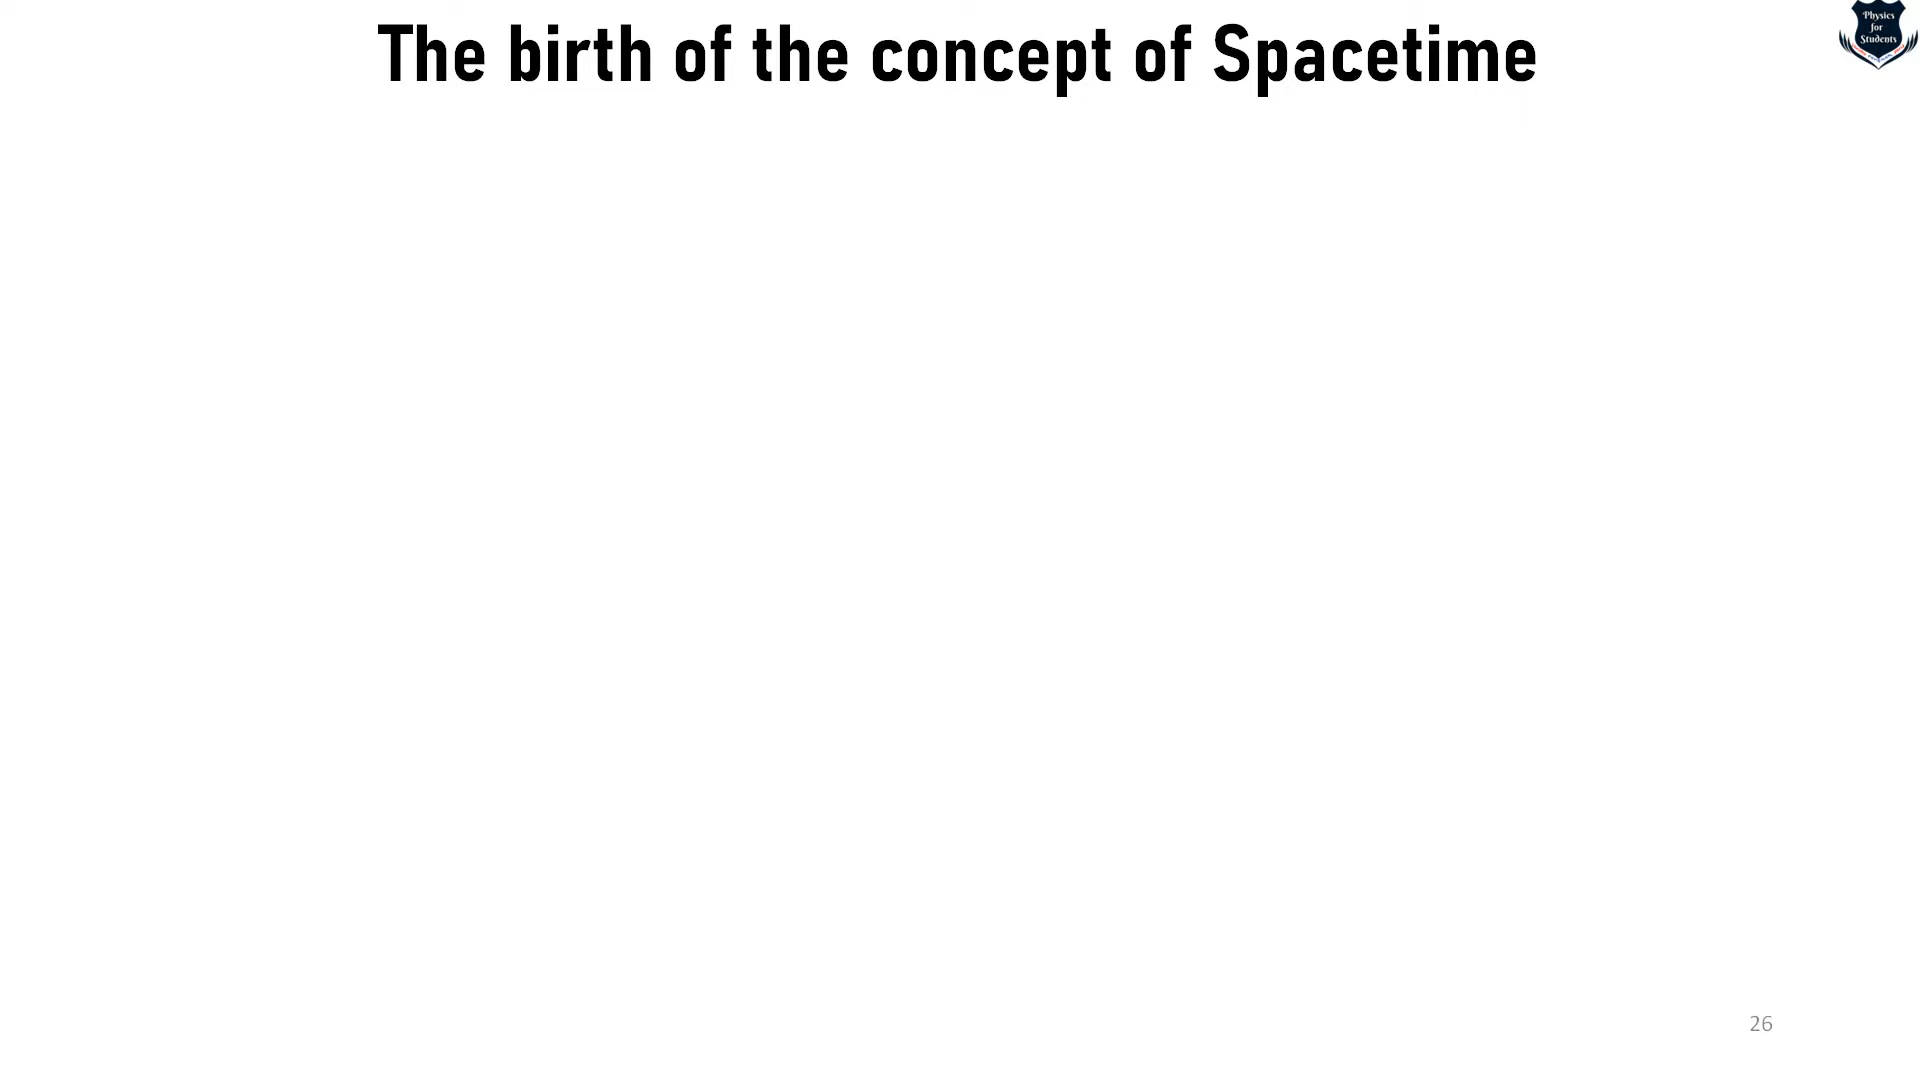 The birth of the concept of Spacetime
Physics
for
Students
26